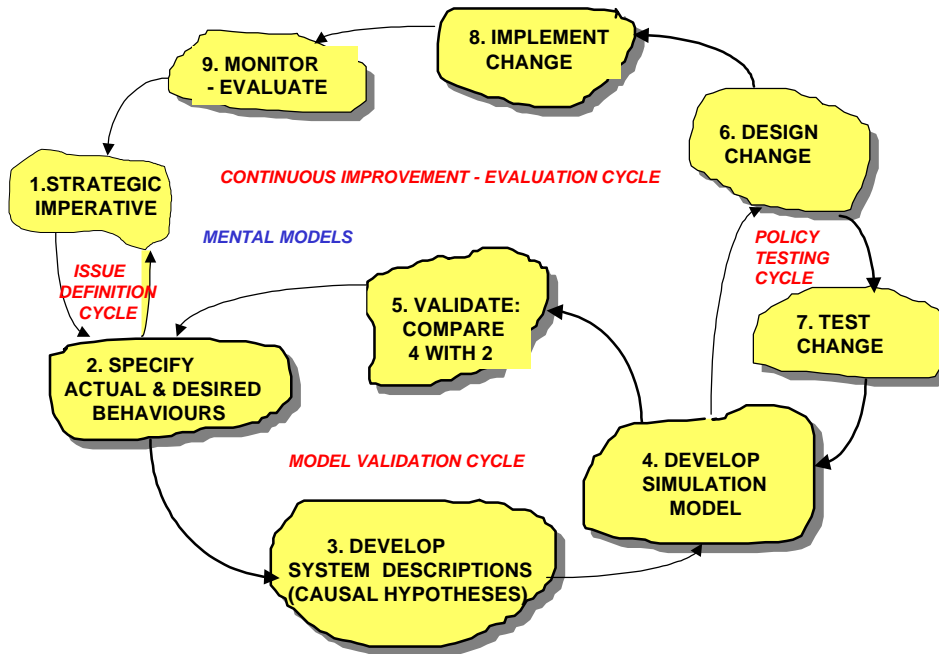 8. IMPLEMENT
CHANGE
9. MONITOR
- EVALUATE
6. DESIGN
CHANGE
1.STRATEGIC
IMPERATIVE
CONTINUOUS IMPROVEMENT - EVALUATION CYCLE
MENTAL MODELS
POLICY
TESTING
CYCLE
ISSUE
DEFINITION
CYCLE
5. VALIDATE:
COMPARE
4 WITH 2
7. TEST
CHANGE
2. SPECIFY
ACTUAL & DESIRED
BEHAVIOURS
MODEL VALIDATION CYCLE
4. DEVELOP
SIMULATION
MODEL
3. DEVELOP
SYSTEM DESCRIPTIONS
(CAUSAL HYPOTHESES)